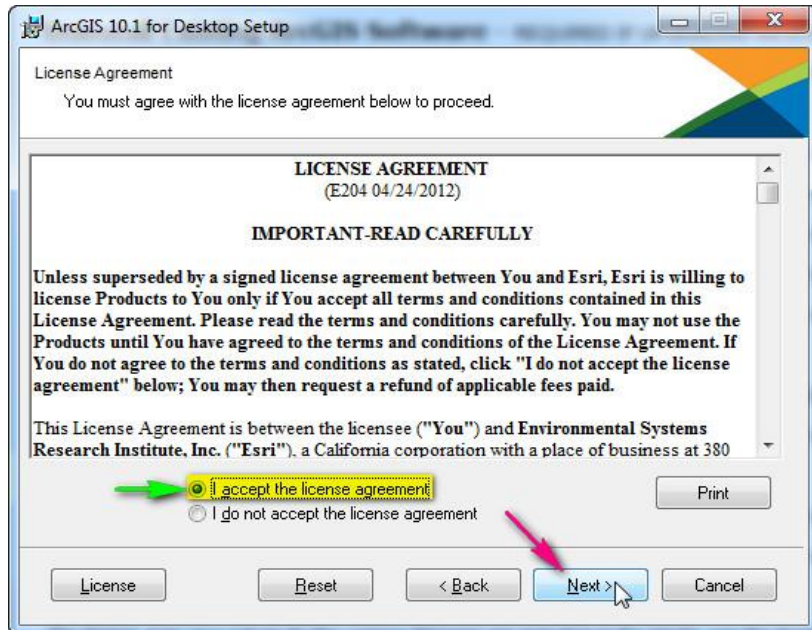 ArcGIS 10.1 for Desktop Setup
License Agreement
You must agree with the license agreement below to proceed.
LICENSE AGREEMENT
(E204 04/24/2012)
IMPORTANT-READ CAREFULLY
Unless superseded by a signed license agreement between You and Esri, Esri is willing to
license Products to You only if You accept all terms and conditions contained in this
License Agreement. Please read the terms and conditions carefully. You may not use the
Products until You have agreed to the terms and conditions of the License Agreement. If
You do not agree to the terms and conditions as stated, click "I do not accept the license
agreement" below; You may then request a refund of applicable fees paid.
This License Agreement is between the licensee ("You") and Environmental Systems
Research Institute, Inc. ("Esri"), a California corporation with a place of business at 380
I accept the license agreement
Print
I do not accept the license agreement
License
Reset
< Back
Next >
Cancel